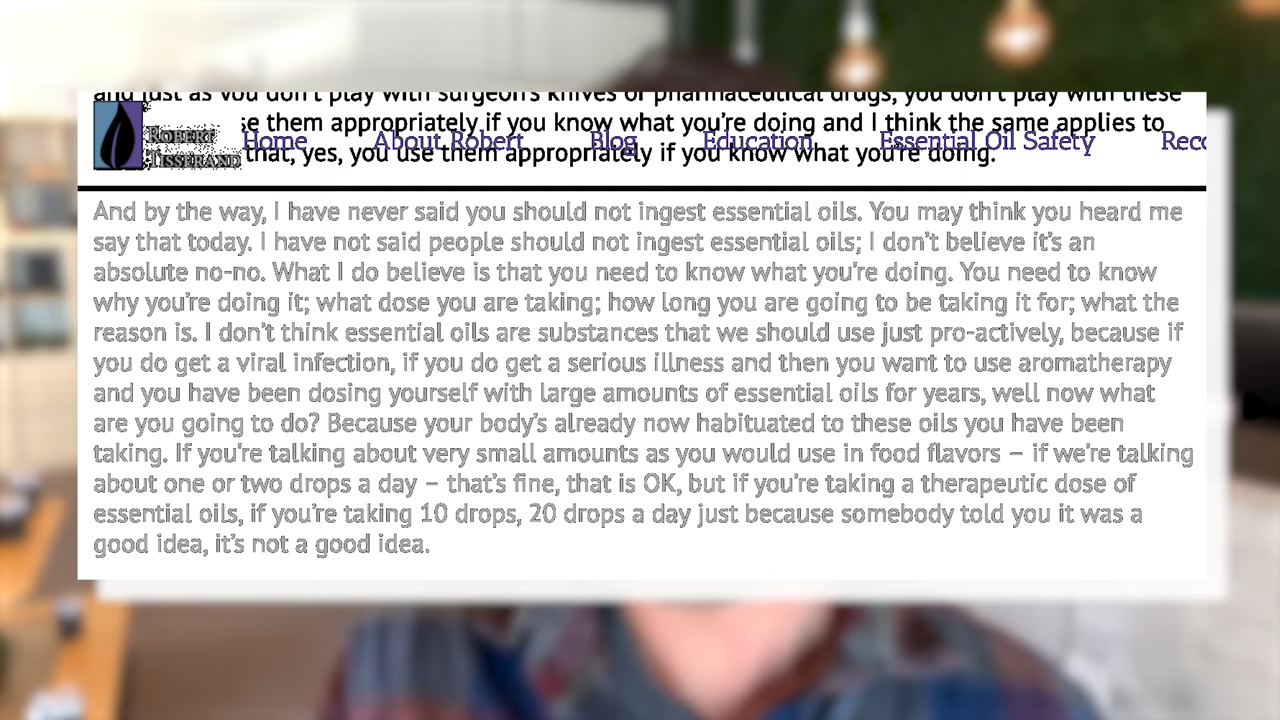 and just as you don't play with surgeon's knives or pharmaceutical drugs, you don't play with these
se them appropriately if you know what you're doing and I think the same applies to
ROBERT TISSERAND
Home About Robert Blog Education Essential Oil Safety Reco
that, yes, you use them appropriately if you know what you're doing.
And by the way, I have never said you should not ingest essential oils. You may think you heard me
say that today. I have not said people should not ingest essential oils; I don't believe it's an
absolute no-no. What I do believe is that you need to know what you're doing. You need to know
why you're doing it; what dose you are taking; how long you are going to be taking it for; what the
reason is. I don't think essential oils are substances that we should use just pro-actively, because if
you do get a viral infection, if you do get a serious illness and then you want to use aromatherapy
and you have been dosing yourself with large amounts of essential oils for years, well now what
are you going to do? Because your body's already now habituated to these oils you have been
taking. If you're talking about very small amounts as you would use in food flavors – if we're talking
about one or two drops a day – that's fine, that is OK, but if you're taking a therapeutic dose of
essential oils, if you're taking 10 drops, 20 drops a day just because somebody told you it was a
good idea, it's not a good idea.